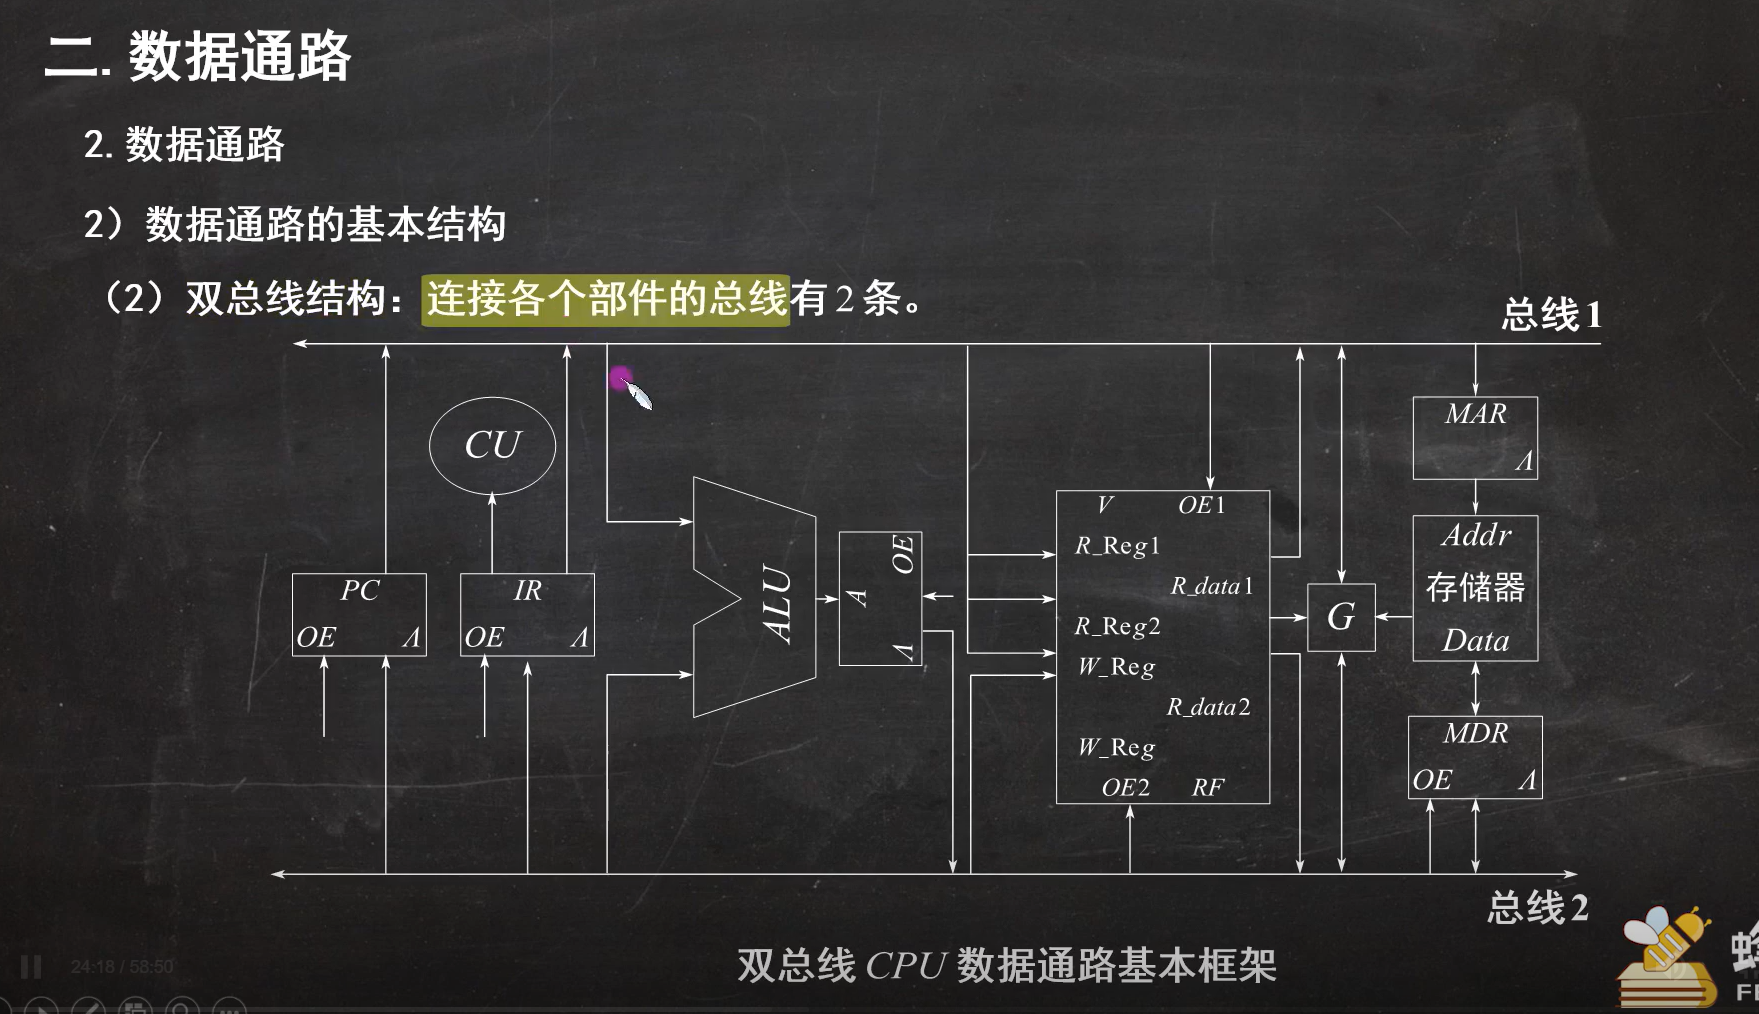 二. 数据通路
2. 数据通路
2）数据通路的基本结构
（2）双总线结构：连接各个部件的总线有2条。
总线1
CU
MAR
Λ
PC
OE Λ
IR
OE Λ
ALU
A OE
Λ
V OE1
R_Reg1
R_data1
R_Reg2
W_Reg
R_data2
W_Reg
OE2 RF
G
Addr
存储器
Data
MDR
OE Λ
总线2
双总线CPU数据通路基本框架
24:18 / 58:50